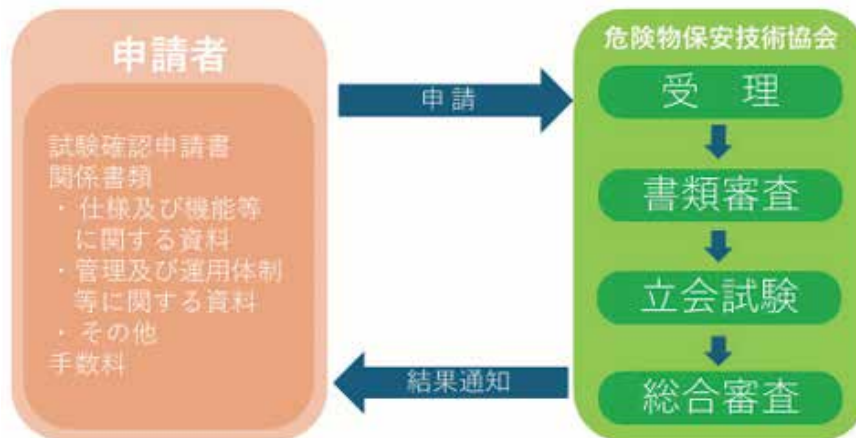 申請者
試験確認申請書
関係書類
・仕様及び機能等
に関する資料
・管理及び運用体制
等に関する資料
・その他
手数料
申請
結果通知
危険物保安技術協会
受 理
書類審査
立会試験
総合審査